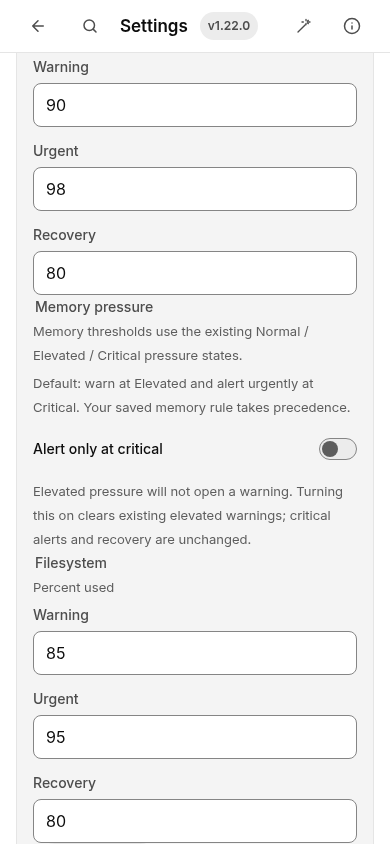 Settings
v1.22.0
Warning
90
Urgent
98
Recovery
80
Memory pressure
Memory thresholds use the existing Normal /
Elevated / Critical pressure states.
Default: warn at Elevated and alert urgently at
Critical. Your saved memory rule takes precedence.
Alert only at critical
Elevated pressure will not open a warning. Turning
this on clears existing elevated warnings; critical
alerts and recovery are unchanged.
Filesystem
Percent used
Warning
85
Urgent
95
Recovery
80